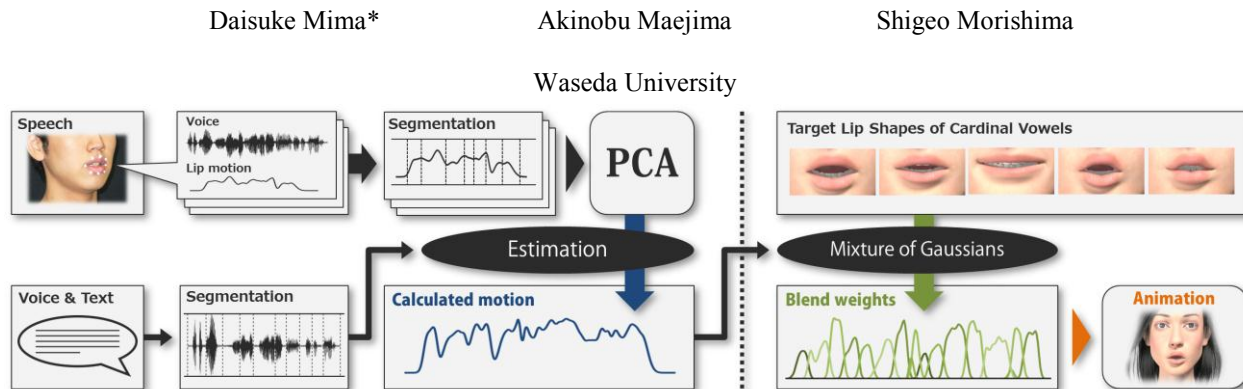 Daisuke Mima* Akinobu Maejima Shigeo Morishima
Waseda University
Speech
Voice
Lip motion
Segmentation
PCA
Target Lip Shapes of Cardinal Vowels
Estimation
Mixture of Gaussians
Voice & Text
Segmentation
Calculated motion
Blend weights
Animation